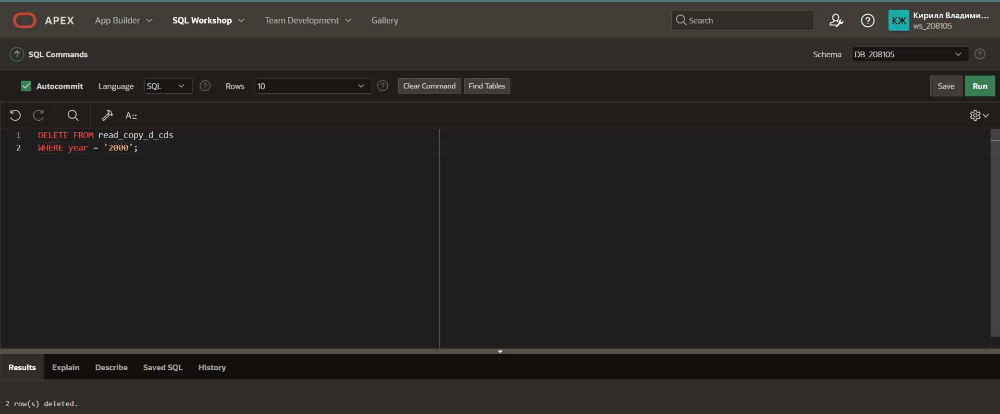 APEX App Builder SQL Workshop Team Development Gallery Search КЖ Кирилл Владими...
ws_208105
SQL Commands Schema DB_208105
Autocommit Language SQL Rows 10 Clear Command Find Tables Save Run
A::
1 DELETE FROM read_copy_d_cds
2 WHERE year = '2000';
Results Explain Describe Saved SQL History
2 row(s) deleted.